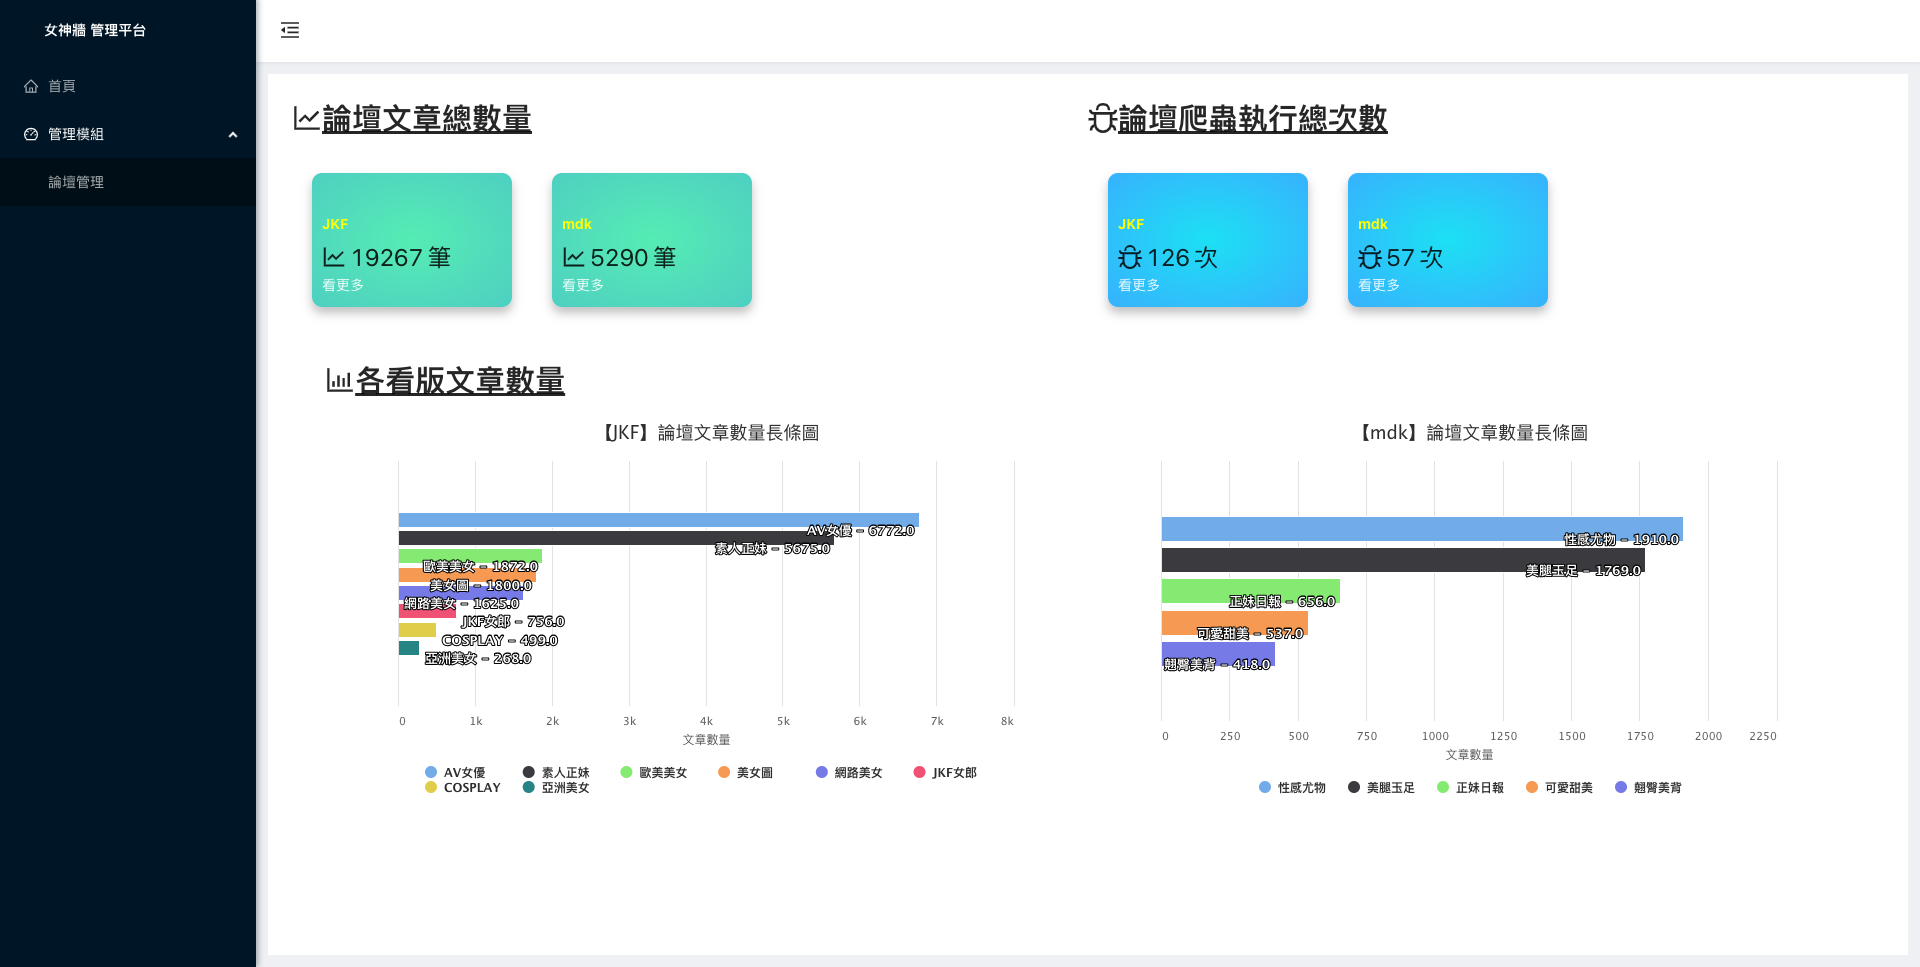 女神牆 管理平台
首頁
管理模組
論壇管理
論壇文章總數量
JKF
19267 筆
看更多
mdk
5290 筆
看更多
論壇爬蟲執行總次數
JKF
126 次
看更多
mdk
57 次
看更多
各看版文章數量
【JKF】論壇文章數量長條圖
AV女優 – 6772.0
素人正妹 – 5675.0
歐美美女 – 1872.0
美女圖 – 1800.0
網路美女 – 1625.0
JKF女郎 – 756.0
COSPLAY – 499.0
亞洲美女 – 268.0
0 1k 2k 3k 4k 5k 6k 7k 8k
文章數量
AV女優 素人正妹 歐美美女 美女圖 網路美女 JKF女郎
COSPLAY 亞洲美女
【mdk】論壇文章數量長條圖
性感尤物 – 1910.0
美腿玉足 – 1769.0
正妹日報 – 656.0
可愛甜美 – 537.0
翹臀美背 – 418.0
0 250 500 750 1000 1250 1500 1750 2000 2250
文章數量
性感尤物 美腿玉足 正妹日報 可愛甜美 翹臀美背